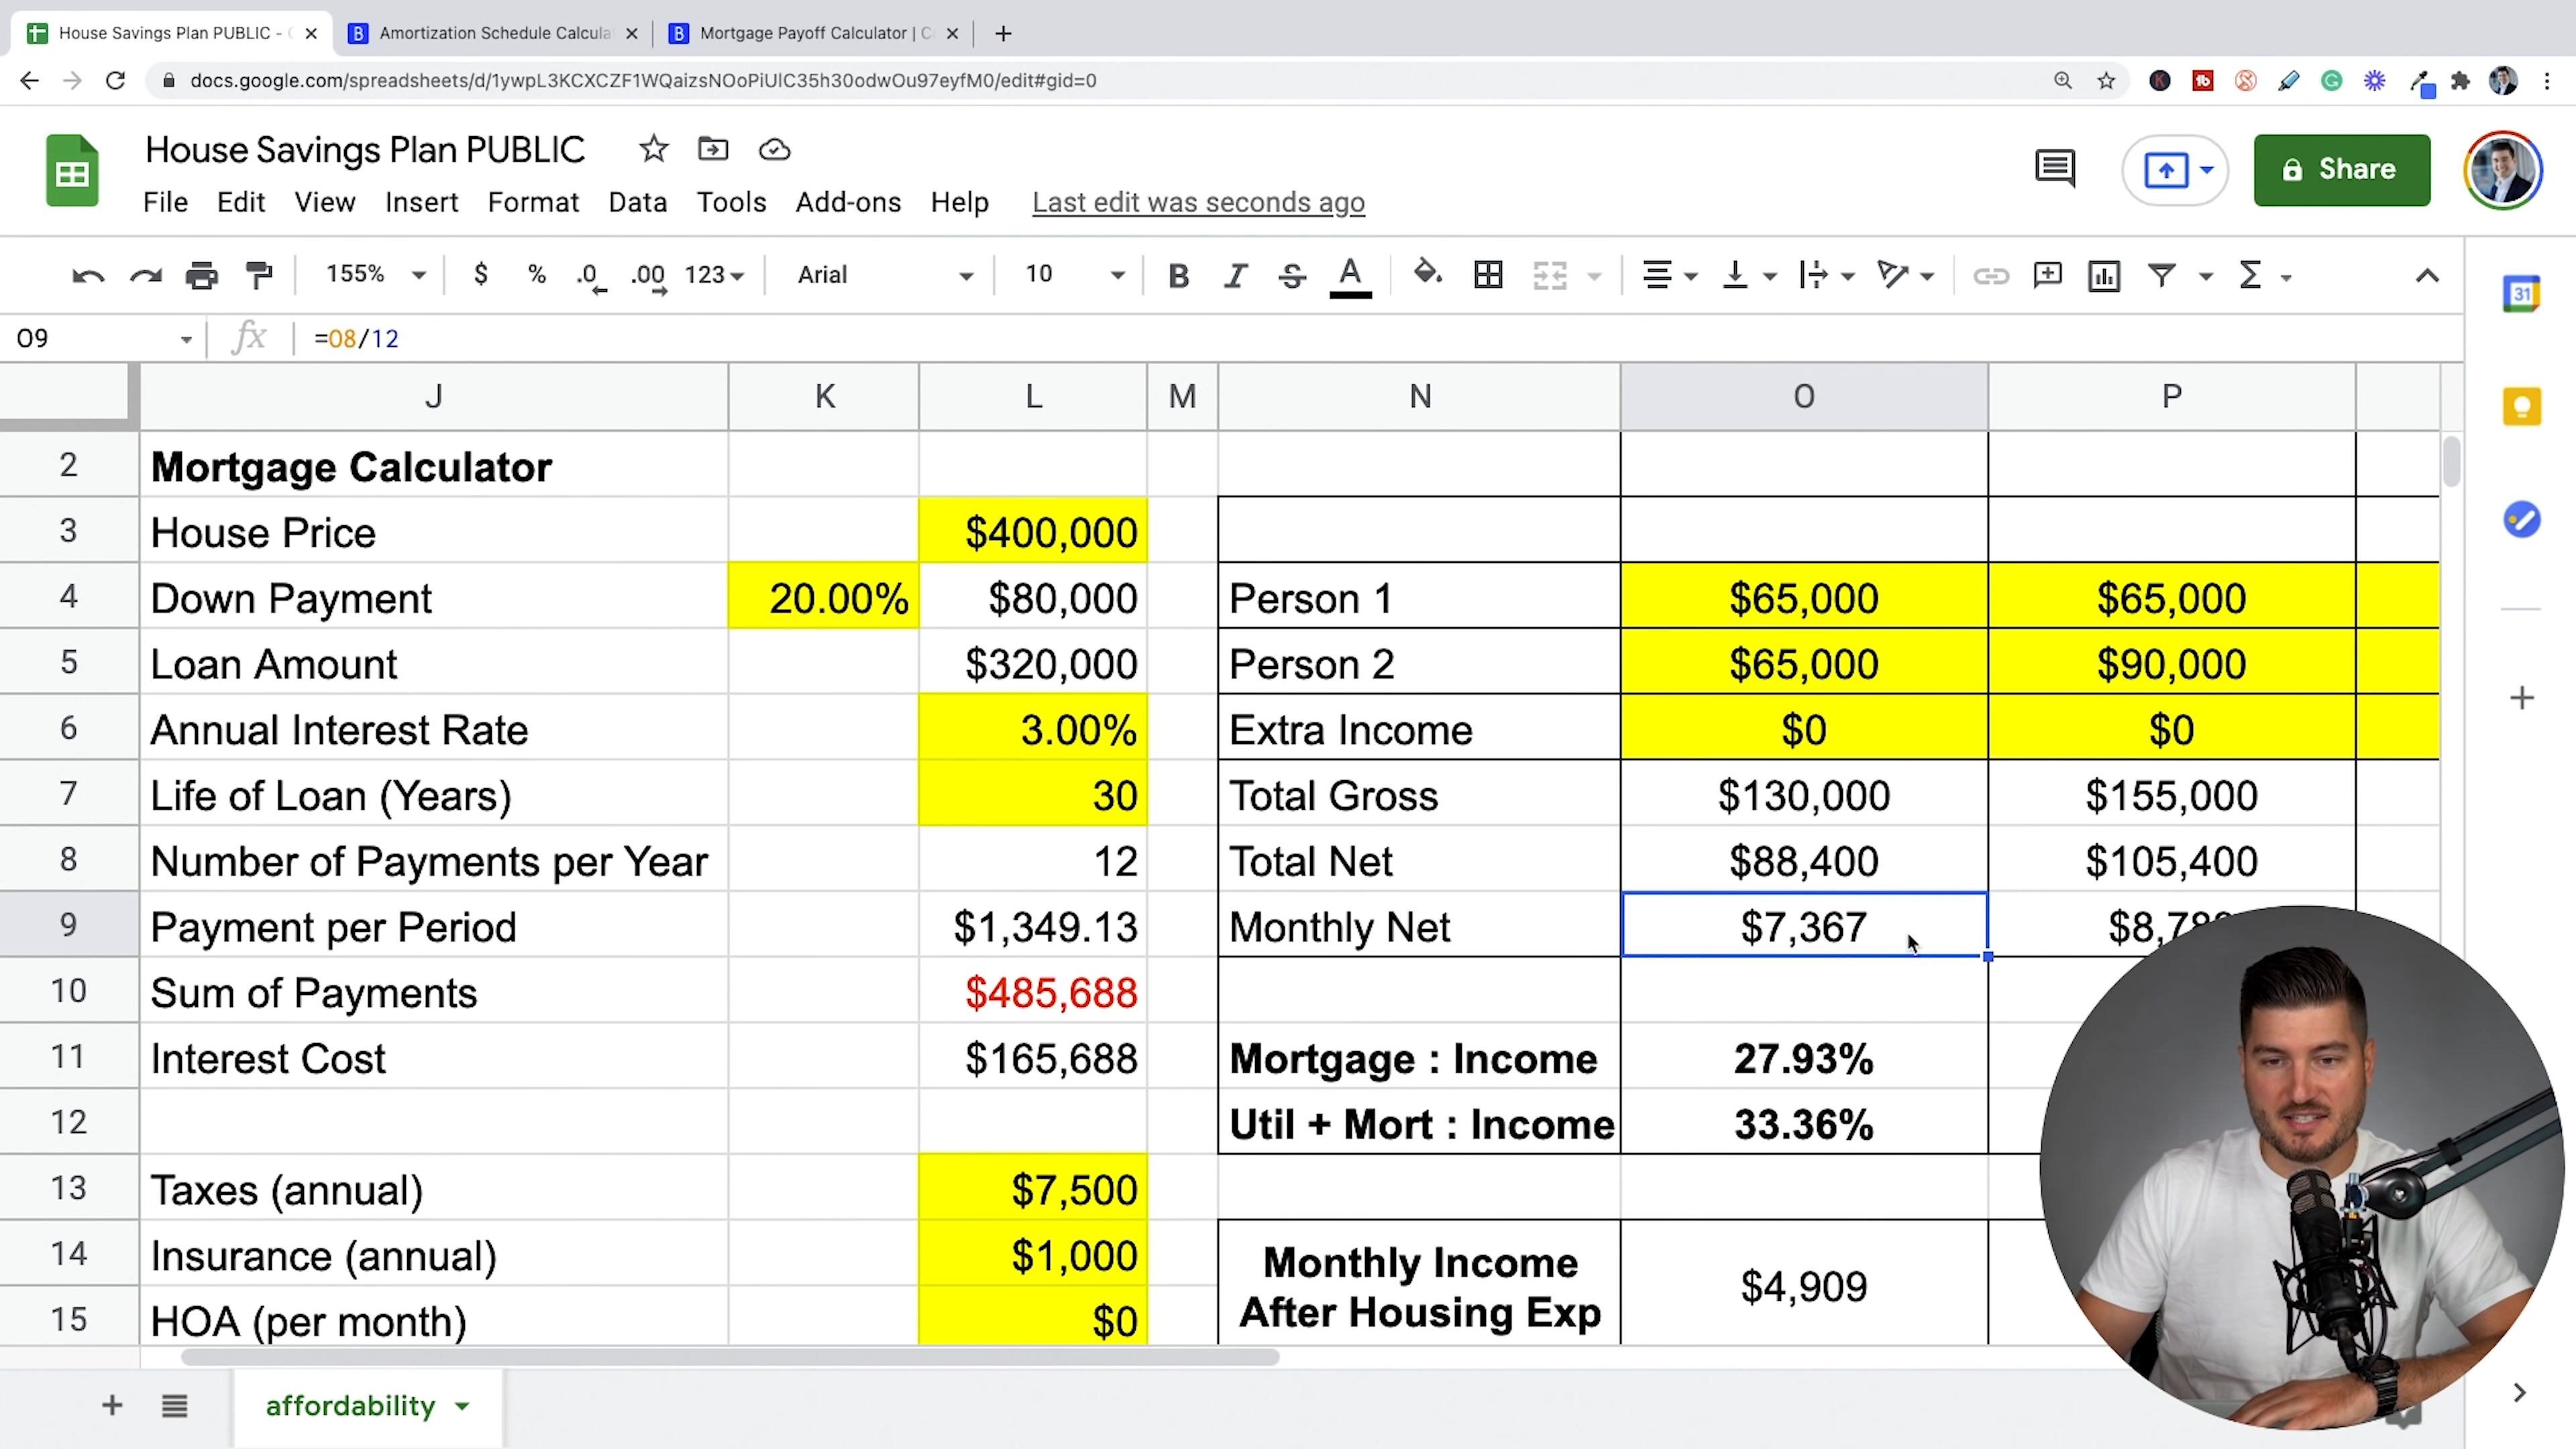 House Savings Plan PUBLIC -
Amortization Schedule Calcula
Mortgage Payoff Calculator | C
docs.google.com/spreadsheets/d/1ywpL3KCXCZF1WQaizsNOoPiUlC35h30odwOu97eyfM0/edit#gid=0
House Savings Plan PUBLIC
Share
File Edit View Insert Format Data Tools Add-ons Help Last edit was seconds ago
155% $ % .0 .00 123 Arial 10 B I S A Σ
31
O9 fx =O8/12
J K L M N O P
2 Mortgage Calculator
3 House Price $400,000
4 Down Payment 20.00% $80,000 Person 1 $65,000 $65,000
5 Loan Amount $320,000 Person 2 $65,000 $90,000
6 Annual Interest Rate 3.00% Extra Income $0 $0
7 Life of Loan (Years) 30 Total Gross $130,000 $155,000
8 Number of Payments per Year 12 Total Net $88,400 $105,400
9 Payment per Period $1,349.13 Monthly Net $7,367
10 Sum of Payments $485,688
11 Interest Cost $165,688 Mortgage : Income 27.93%
12 Util + Mort : Income 33.36%
13 Taxes (annual) $7,500
14 Insurance (annual) $1,000 Monthly Income
After Housing Exp $4,909
15 HOA (per month) $0
affordability